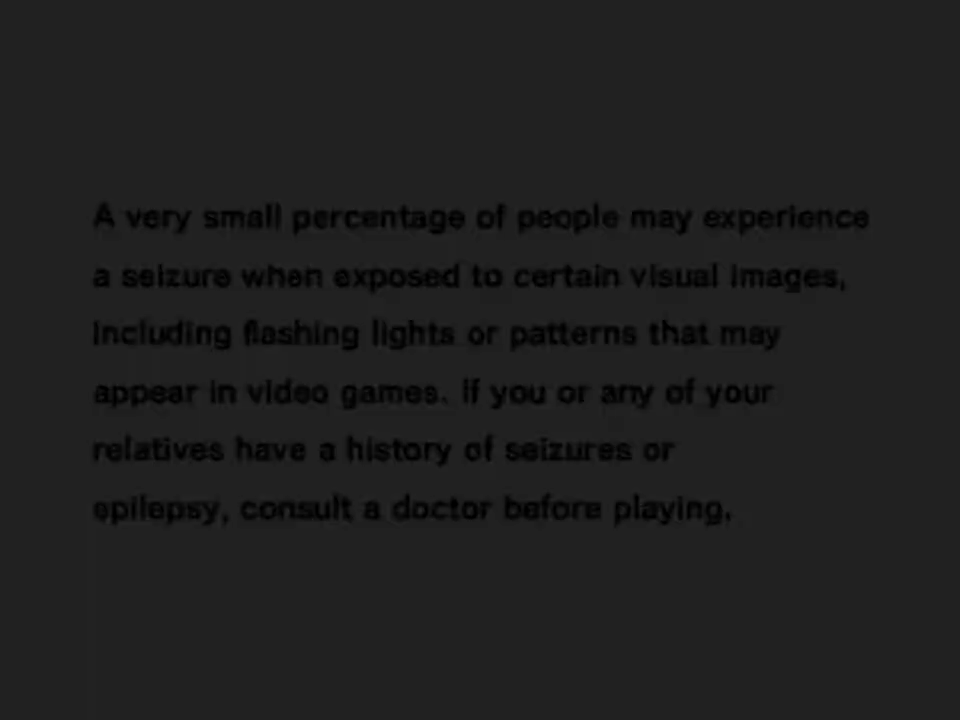 A very small percentage of people may experience
a seizure when exposed to certain visual images,
including flashing lights or patterns that may
appear in video games. If you or any of your
relatives have a history of seizures or
epilepsy, consult a doctor before playing.